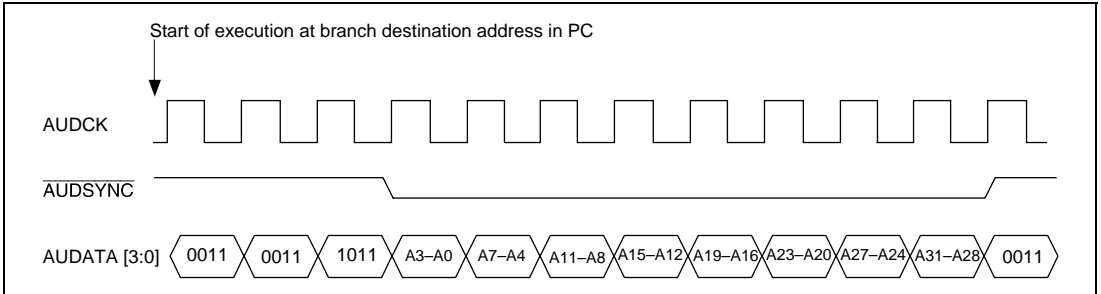 Start of execution at branch destination address in PC
AUDCK
AUDSYNC
AUDATA [3:0] 0011 0011 1011 A3–A0 A7–A4 A11–A8 A15–A12 A19–A16 A23–A20 A27–A24 A31–A28 0011